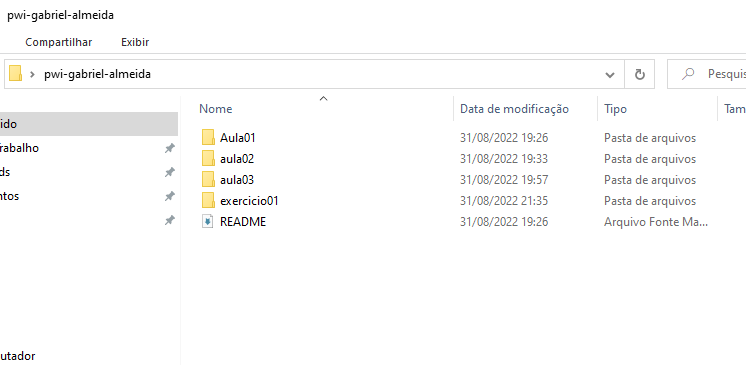 pwi-gabriel-almeida
Compartilhar Exibir
pwi-gabriel-almeida Pesquis
Nome Data de modificação Tipo Tam
ido
Trabalho
ds
ntos
utador
Aula01 31/08/2022 19:26 Pasta de arquivos
aula02 31/08/2022 19:33 Pasta de arquivos
aula03 31/08/2022 19:57 Pasta de arquivos
exercicio01 31/08/2022 21:35 Pasta de arquivos
README 31/08/2022 19:26 Arquivo Fonte Ma...